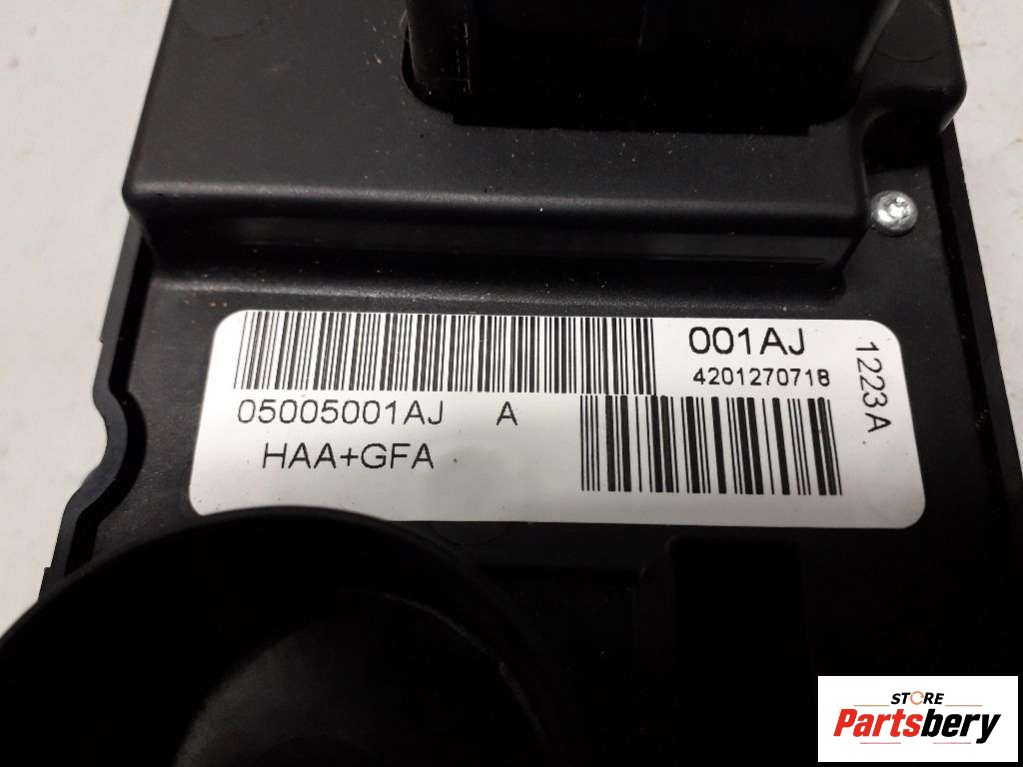 001AJ
4201270718
1223A
05005001AJ A
HAA+GFA
STORE
Partsbery